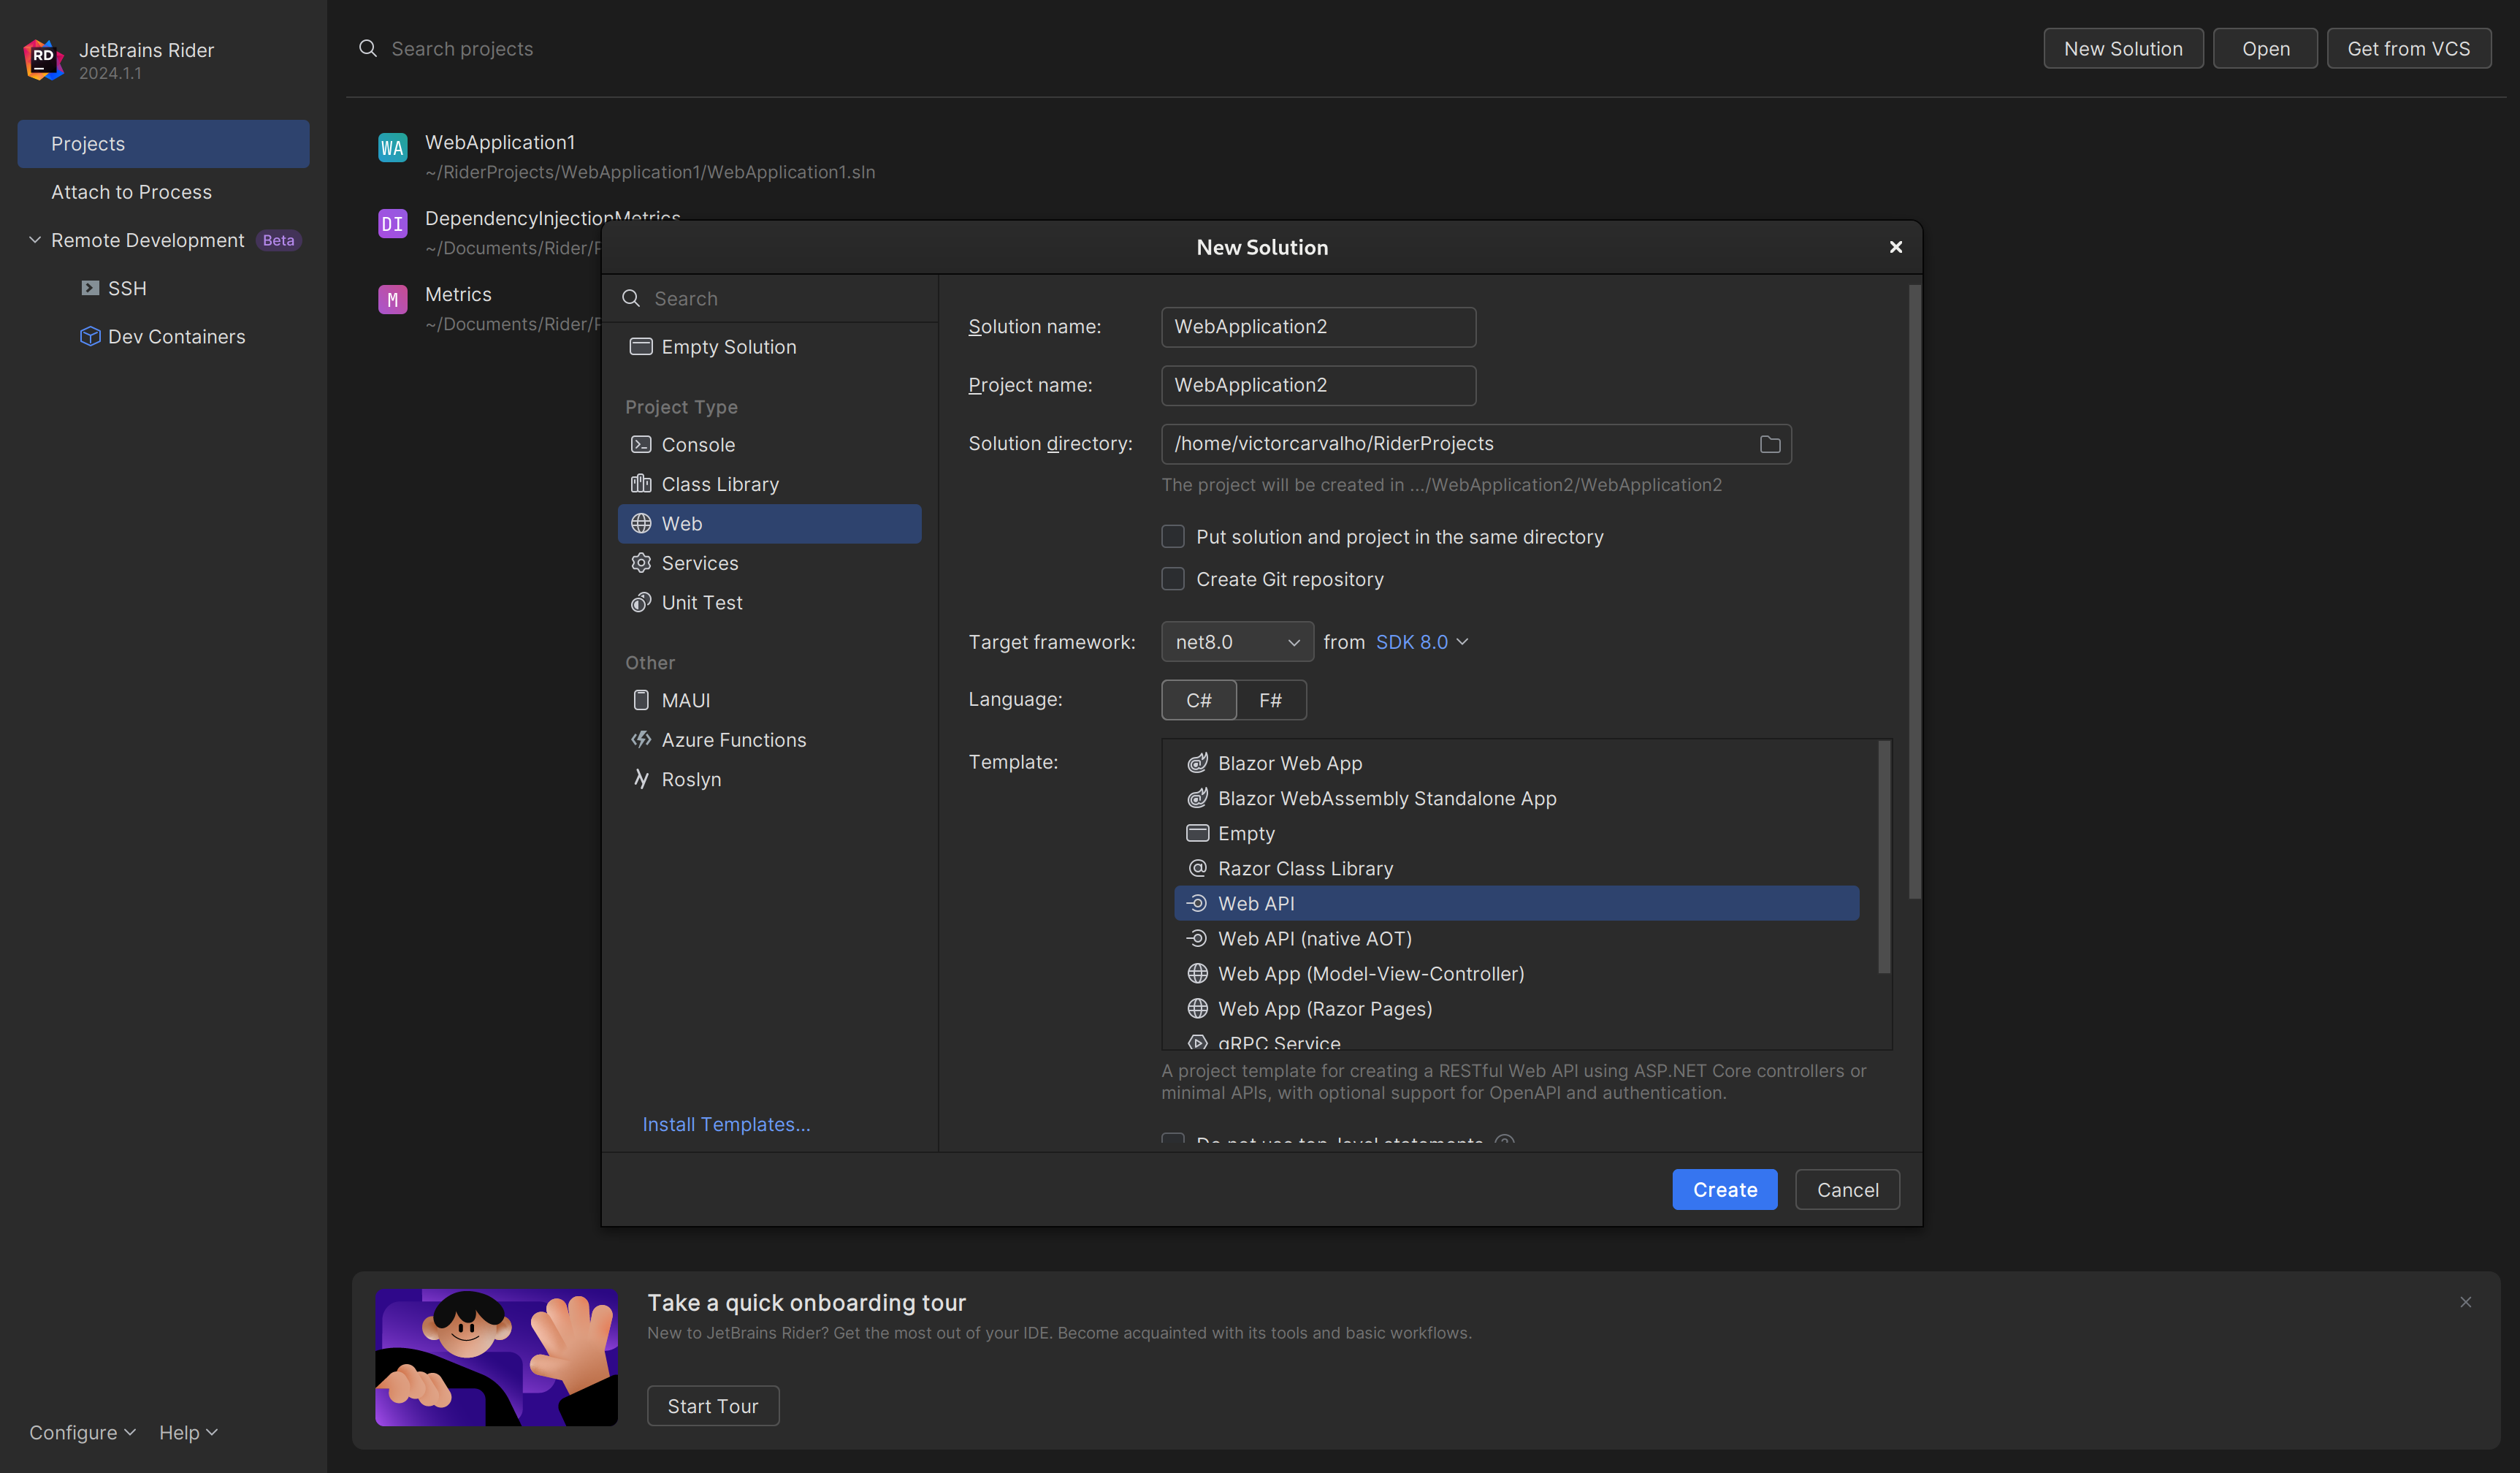 RD
JetBrains Rider
2024.1.1
Search projects
New Solution
Open
Get from VCS
Projects
Attach to Process
Remote Development Beta
SSH
Dev Containers
WA
WebApplication1
~/RiderProjects/WebApplication1/WebApplication1.sln
DI
DependencyInjectionMetrics
~/Documents/Rider/
M
Metrics
~/Documents/Rider/
New Solution
Search
Empty Solution
Project Type
Console
Class Library
Web
Services
Unit Test
Other
MAUI
Azure Functions
Roslyn
Install Templates...
Solution name: WebApplication2
Project name: WebApplication2
Solution directory: /home/victorcarvalho/RiderProjects
The project will be created in .../WebApplication2/WebApplication2
Put solution and project in the same directory
Create Git repository
Target framework: net8.0 from SDK 8.0
Language: C# F#
Template:
Blazor Web App
Blazor WebAssembly Standalone App
Empty
Razor Class Library
Web API
Web API (native AOT)
Web App (Model-View-Controller)
Web App (Razor Pages)
gRPC Service
A project template for creating a RESTful Web API using ASP.NET Core controllers or
minimal APIs, with optional support for OpenAPI and authentication.
Do not use top-level statements ?
Create
Cancel
Take a quick onboarding tour
New to JetBrains Rider? Get the most out of your IDE. Become acquainted with its tools and basic workflows.
Start Tour
Configure
Help